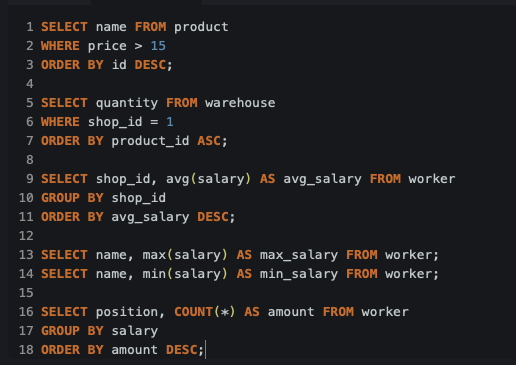 1 SELECT name FROM product
2 WHERE price > 15
3 ORDER BY id DESC;
4
5 SELECT quantity FROM warehouse
6 WHERE shop_id = 1
7 ORDER BY product_id ASC;
8
9 SELECT shop_id, avg(salary) AS avg_salary FROM worker
10 GROUP BY shop_id
11 ORDER BY avg_salary DESC;
12
13 SELECT name, max(salary) AS max_salary FROM worker;
14 SELECT name, min(salary) AS min_salary FROM worker;
15
16 SELECT position, COUNT(*) AS amount FROM worker
17 GROUP BY salary
18 ORDER BY amount DESC;